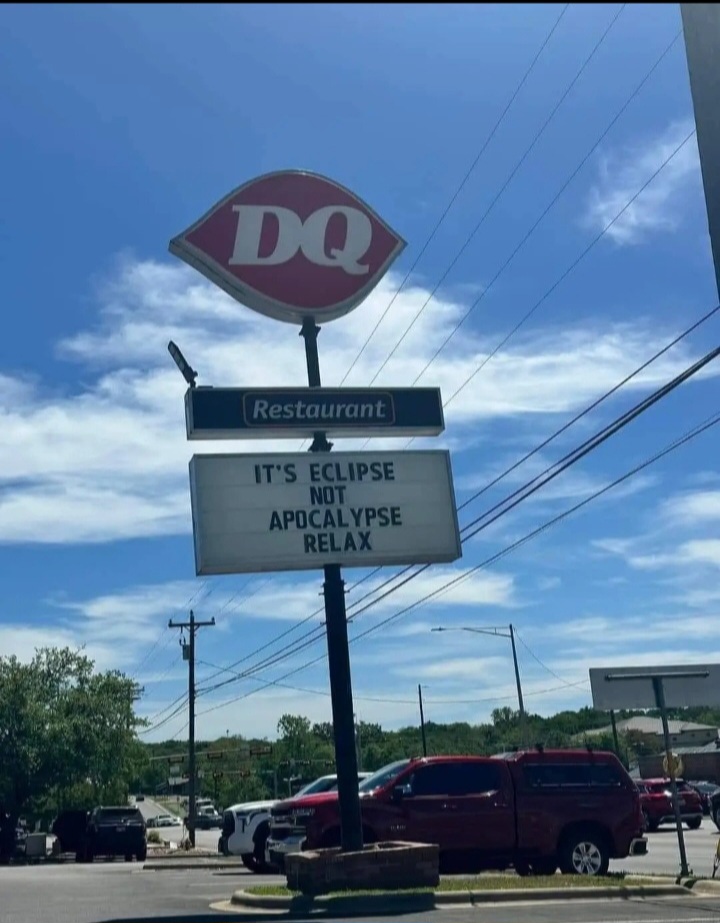 DQ
Restaurant
IT'S ECLIPSE
NOT
APOCALYPSE
RELAX